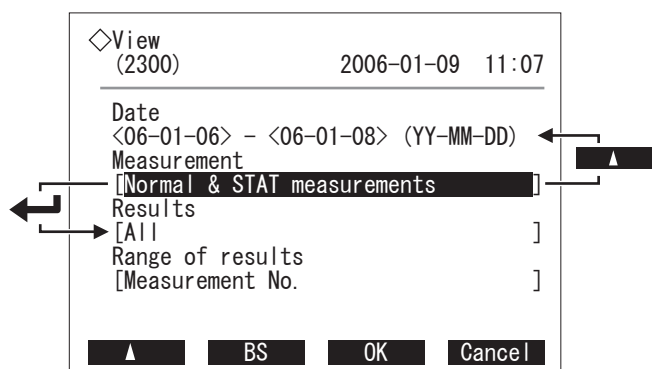 ◇View
(2300) 2006-01-09 11:07
Date
<06-01-06> - <06-01-08> (YY-MM-DD)
Measurement
[Normal & STAT measurements ]
Results
[All ]
Range of results
[Measurement No. ]
BS OK Cancel